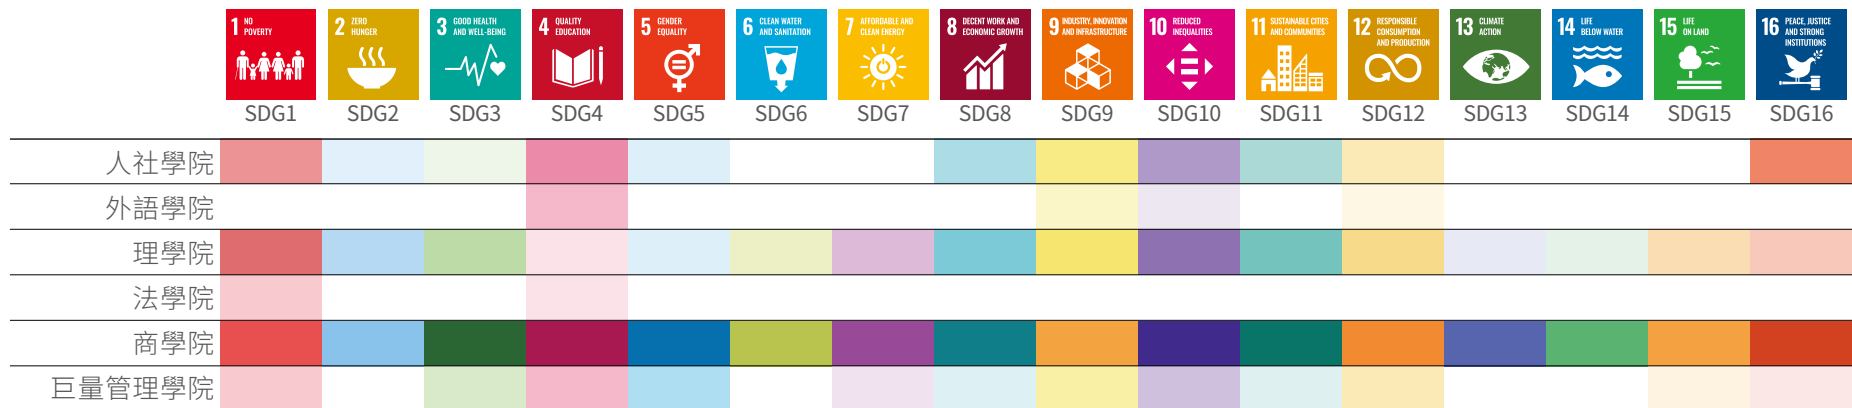 1 NO POVERTY
2 ZERO HUNGER
3 GOOD HEALTH AND WELL-BEING
4 QUALITY EDUCATION
5 GENDER EQUALITY
6 CLEAN WATER AND SANITATION
7 AFFORDABLE AND CLEAN ENERGY
8 DECENT WORK AND ECONOMIC GROWTH
9 INDUSTRY, INNOVATION AND INFRASTRUCTURE
10 REDUCED INEQUALITIES
11 SUSTAINABLE CITIES AND COMMUNITIES
12 RESPONSIBLE CONSUMPTION AND PRODUCTION
13 CLIMATE ACTION
14 LIFE BELOW WATER
15 LIFE ON LAND
16 PEACE, JUSTICE AND STRONG INSTITUTIONS
SDG1 SDG2 SDG3 SDG4 SDG5 SDG6 SDG7 SDG8 SDG9 SDG10 SDG11 SDG12 SDG13 SDG14 SDG15 SDG16
人社學院
外語學院
理學院
法學院
商學院
巨量管理學院